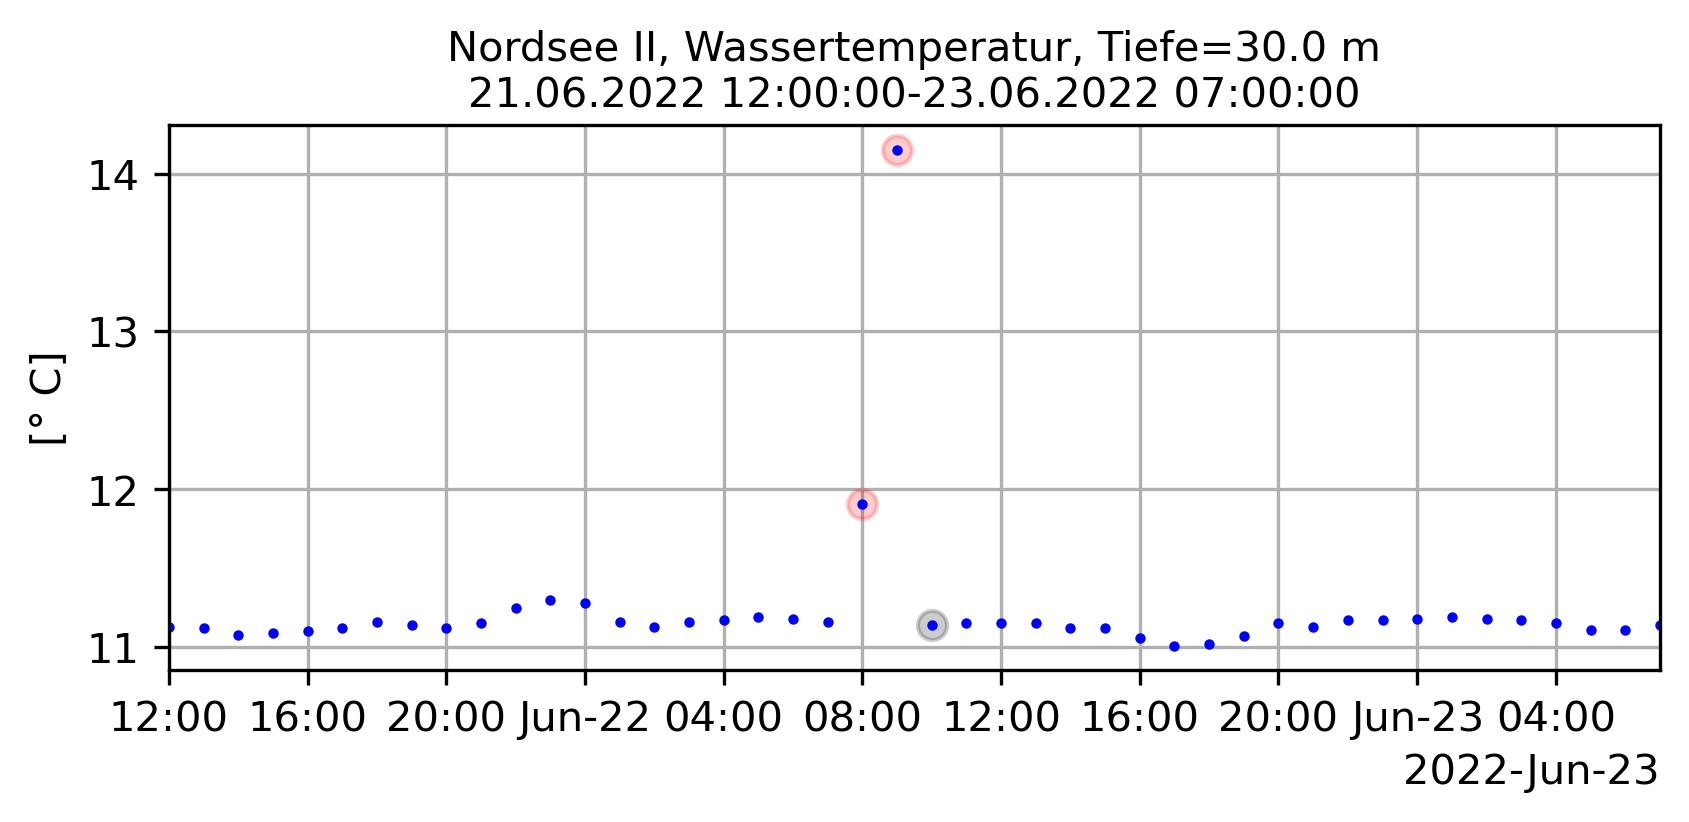 Nordsee II, Wassertemperatur, Tiefe=30.0 m
21.06.2022 12:00:00-23.06.2022 07:00:00
14
13
12
11
[° C]
12:00 16:00 20:00 Jun-22 04:00 08:00 12:00 16:00 20:00 Jun-23 04:00
2022-Jun-23